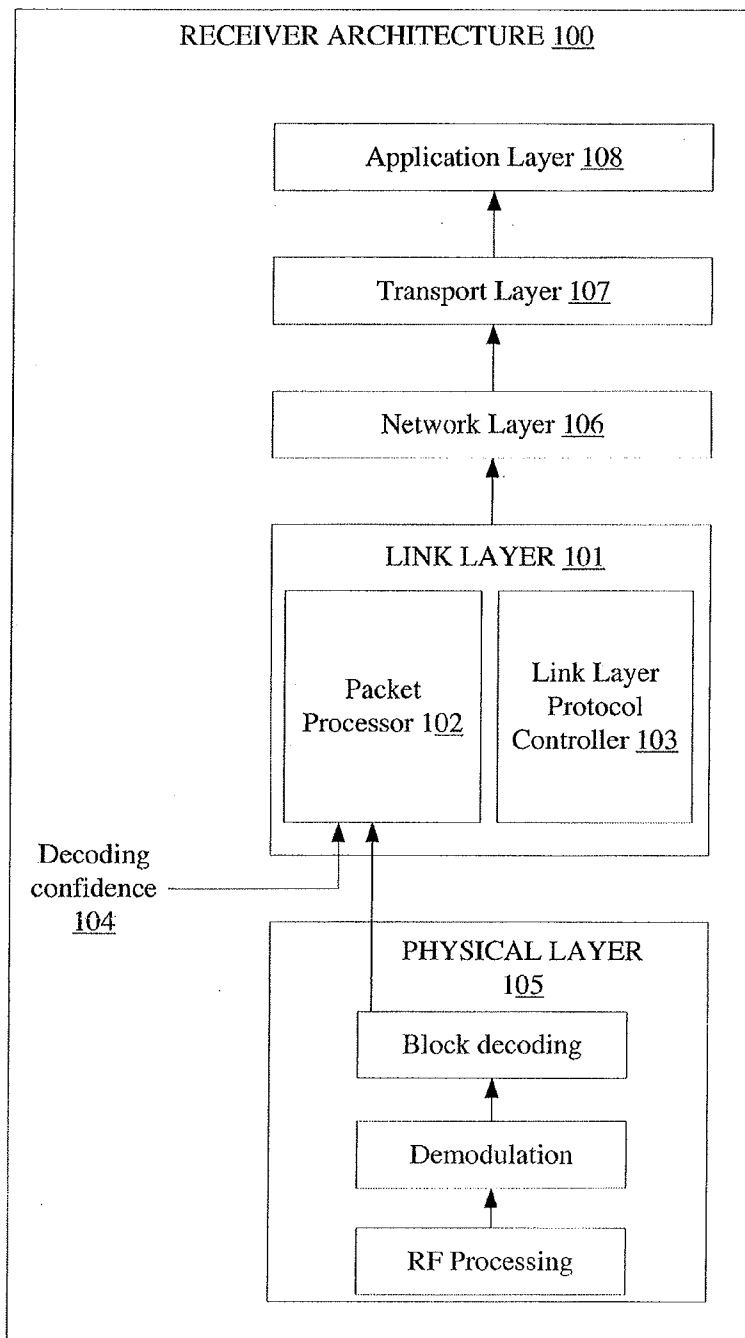 RECEIVER ARCHITECTURE 100
Application Layer 108
Transport Layer 107
Network Layer 106
LINK LAYER 101
Packet
Processor 102
Link Layer
Protocol
Controller 103
Decoding
confidence
104
PHYSICAL LAYER
105
Block decoding
Demodulation
RF Processing